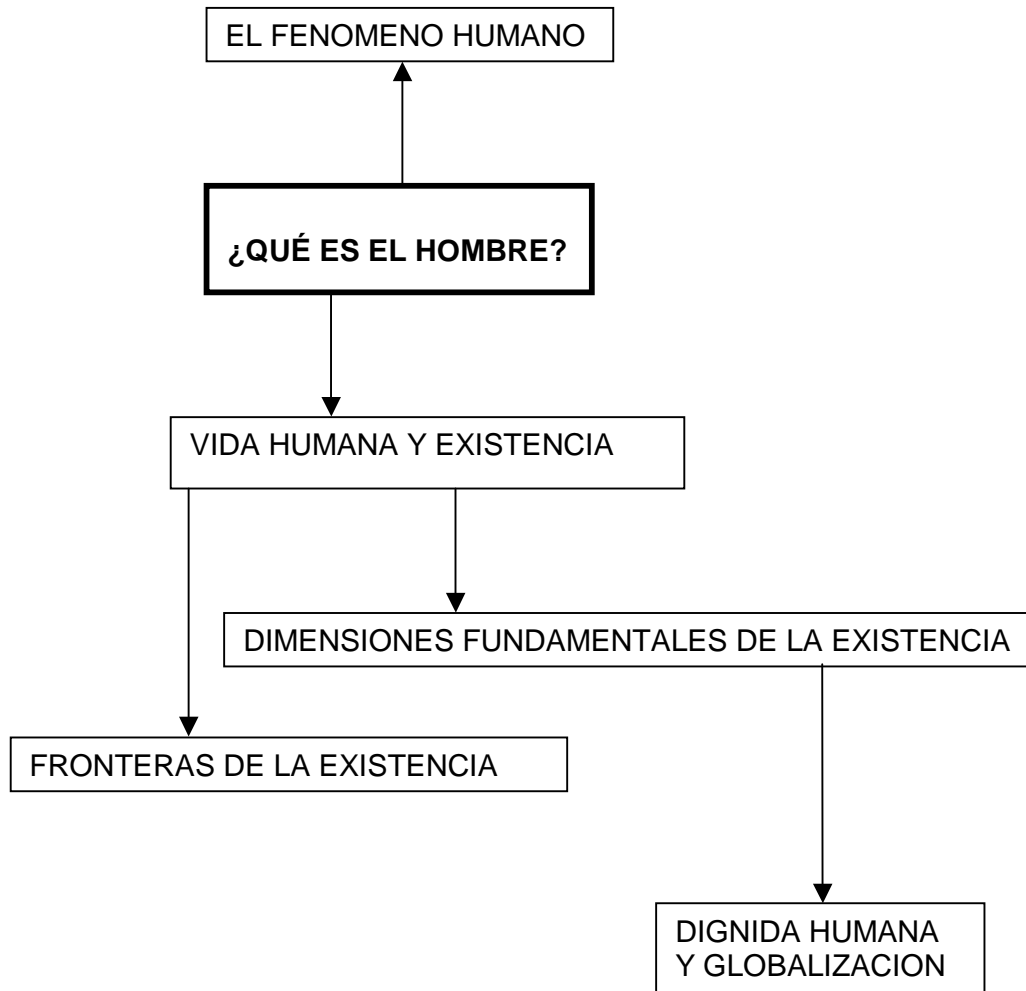 EL FENOMENO HUMANO
¿QUÉ ES EL HOMBRE?
VIDA HUMANA Y EXISTENCIA
DIMENSIONES FUNDAMENTALES DE LA EXISTENCIA
FRONTERAS DE LA EXISTENCIA
DIGNIDA HUMANA
Y GLOBALIZACION